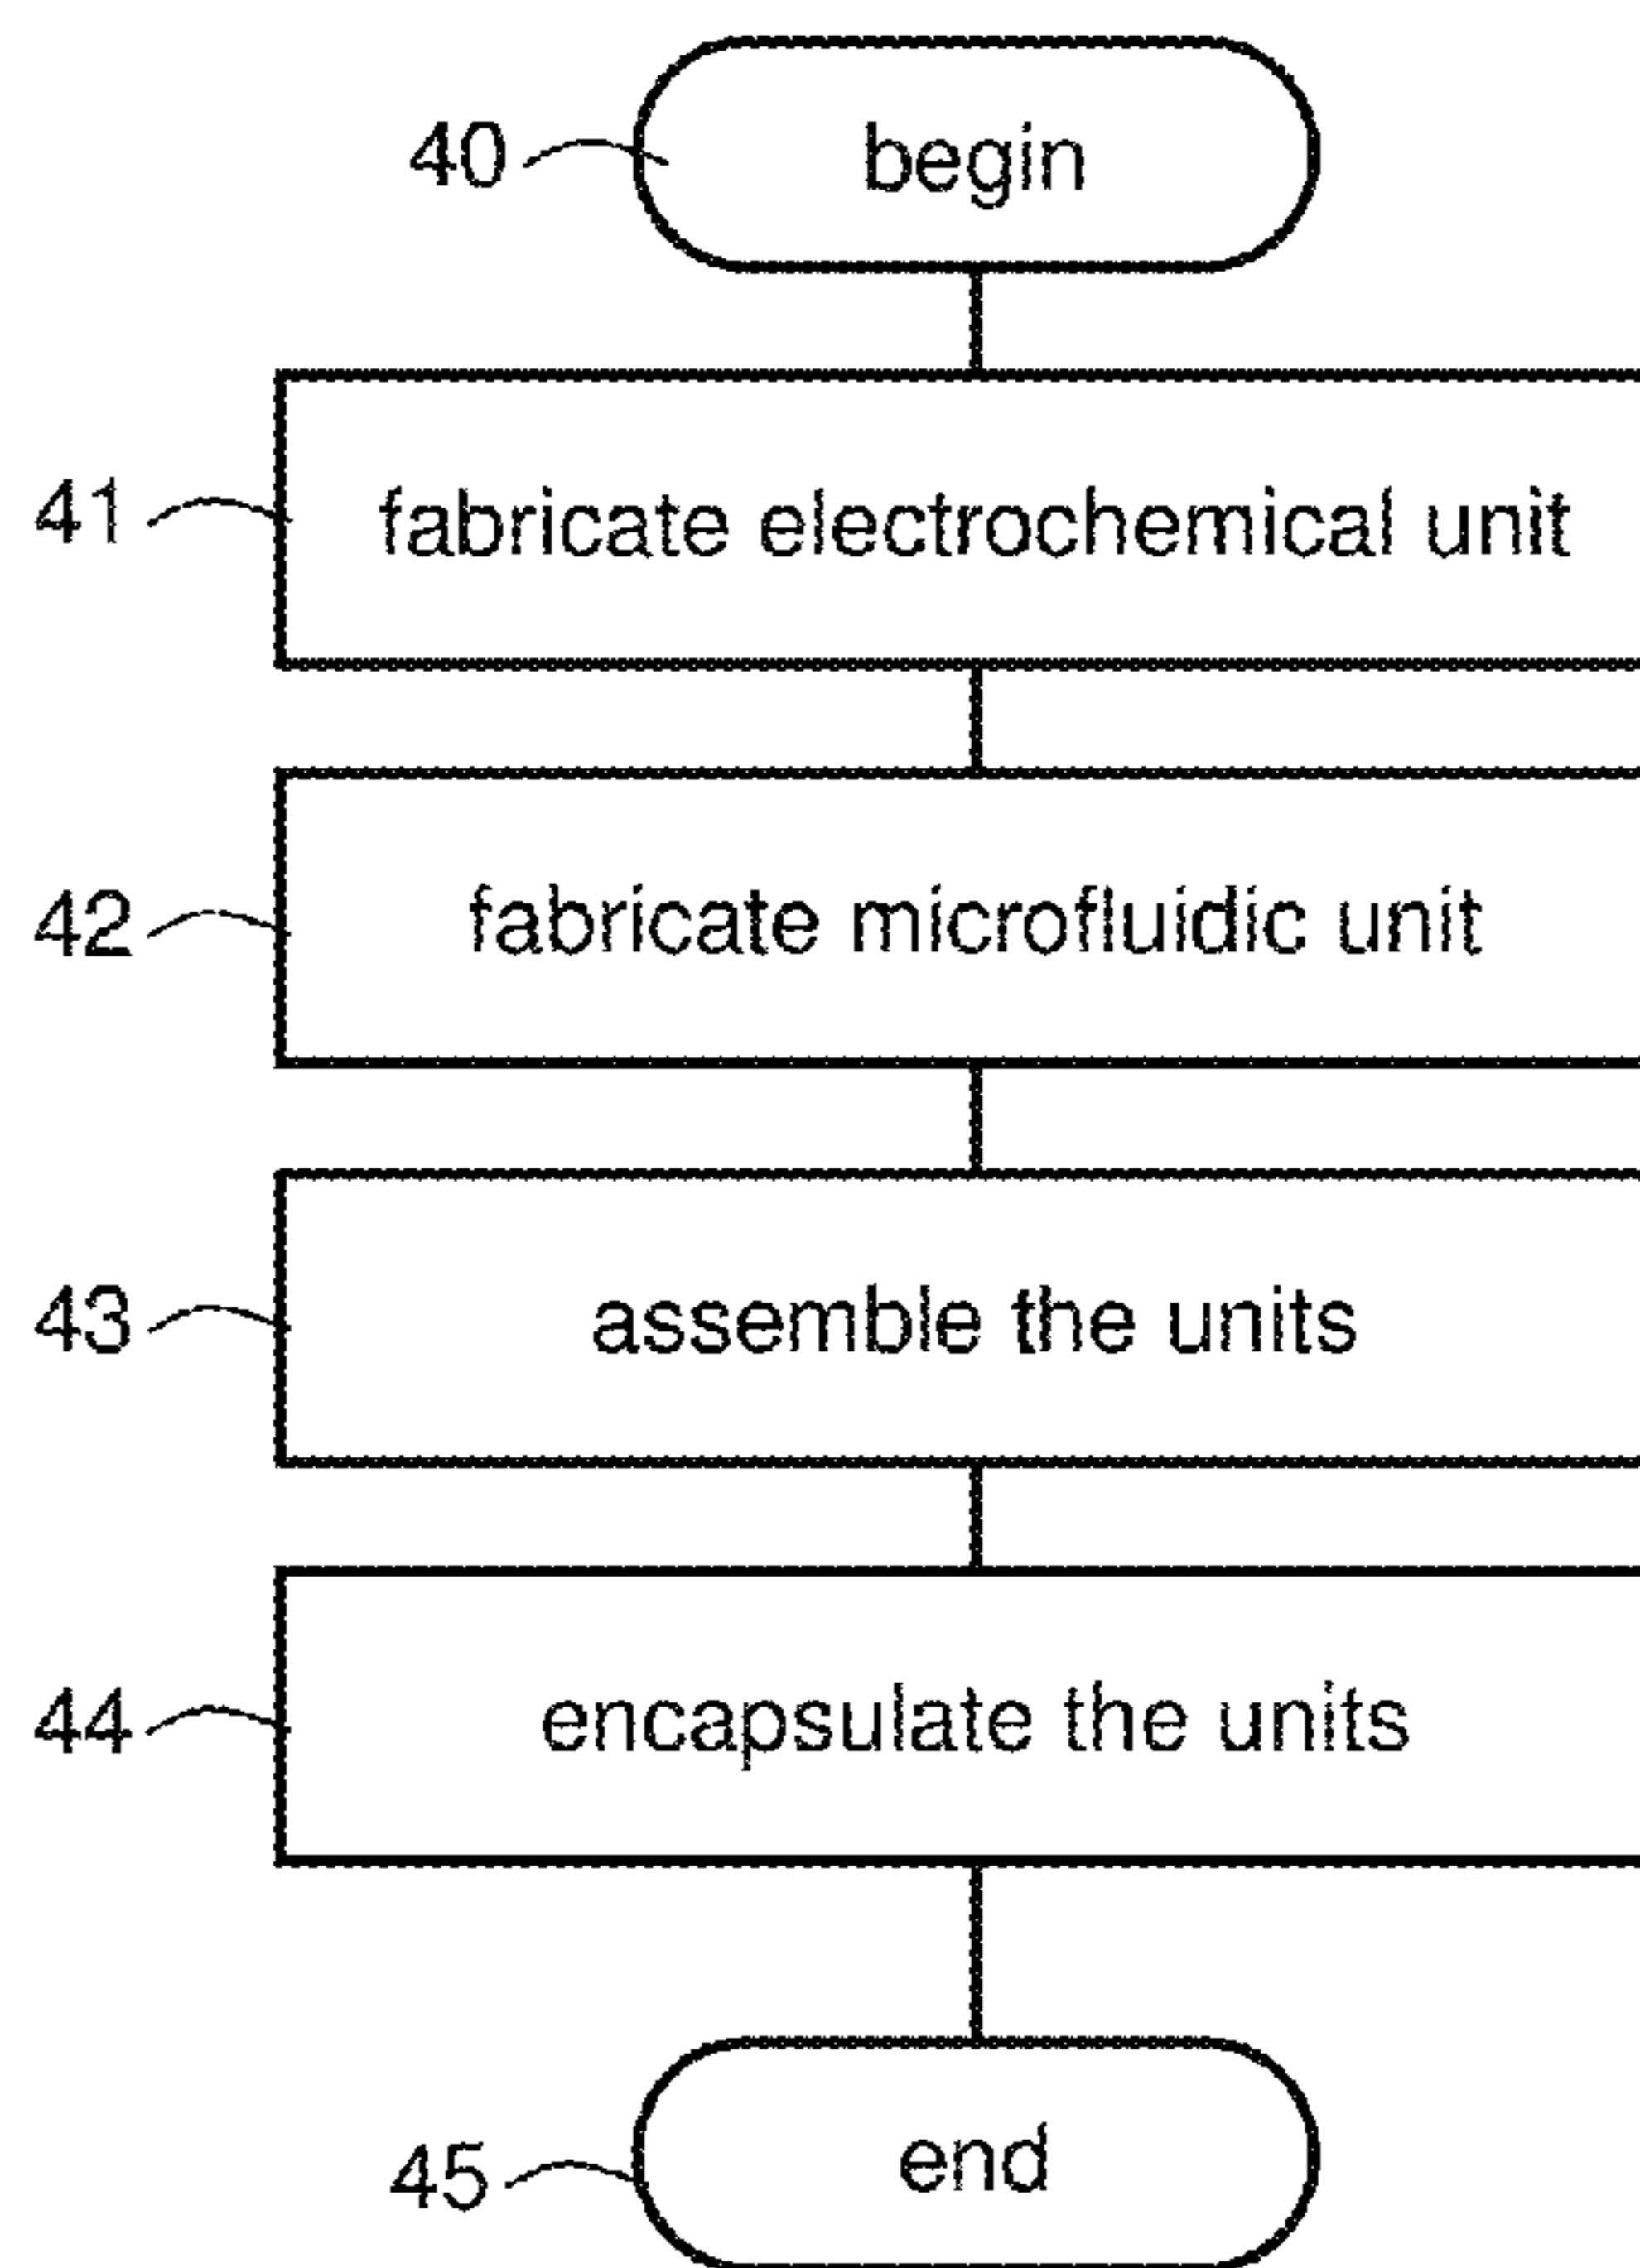 40 begin
41 fabricate electrochemical unit
42 fabricate microfluidic unit
43 assemble the units
44 encapsulate the units
45 end